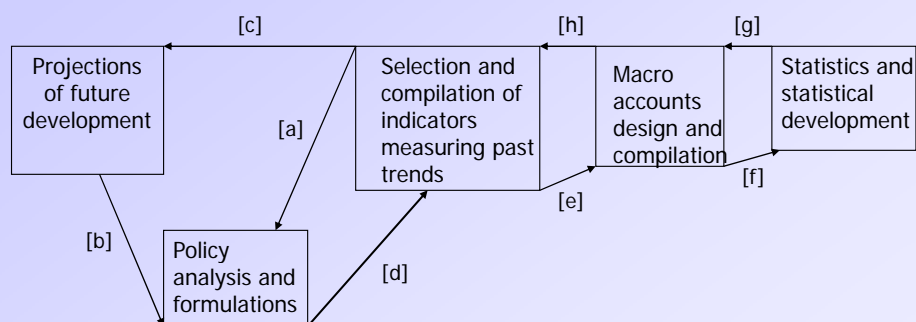 [c]
[h]
[g]
Projections
of future
development
Selection and
compilation of
indicators
measuring past
trends
Macro
accounts
design and
compilation
Statistics and
statistical
development
[a]
[e]
[f]
[b]
Policy
analysis and
formulations
[d]